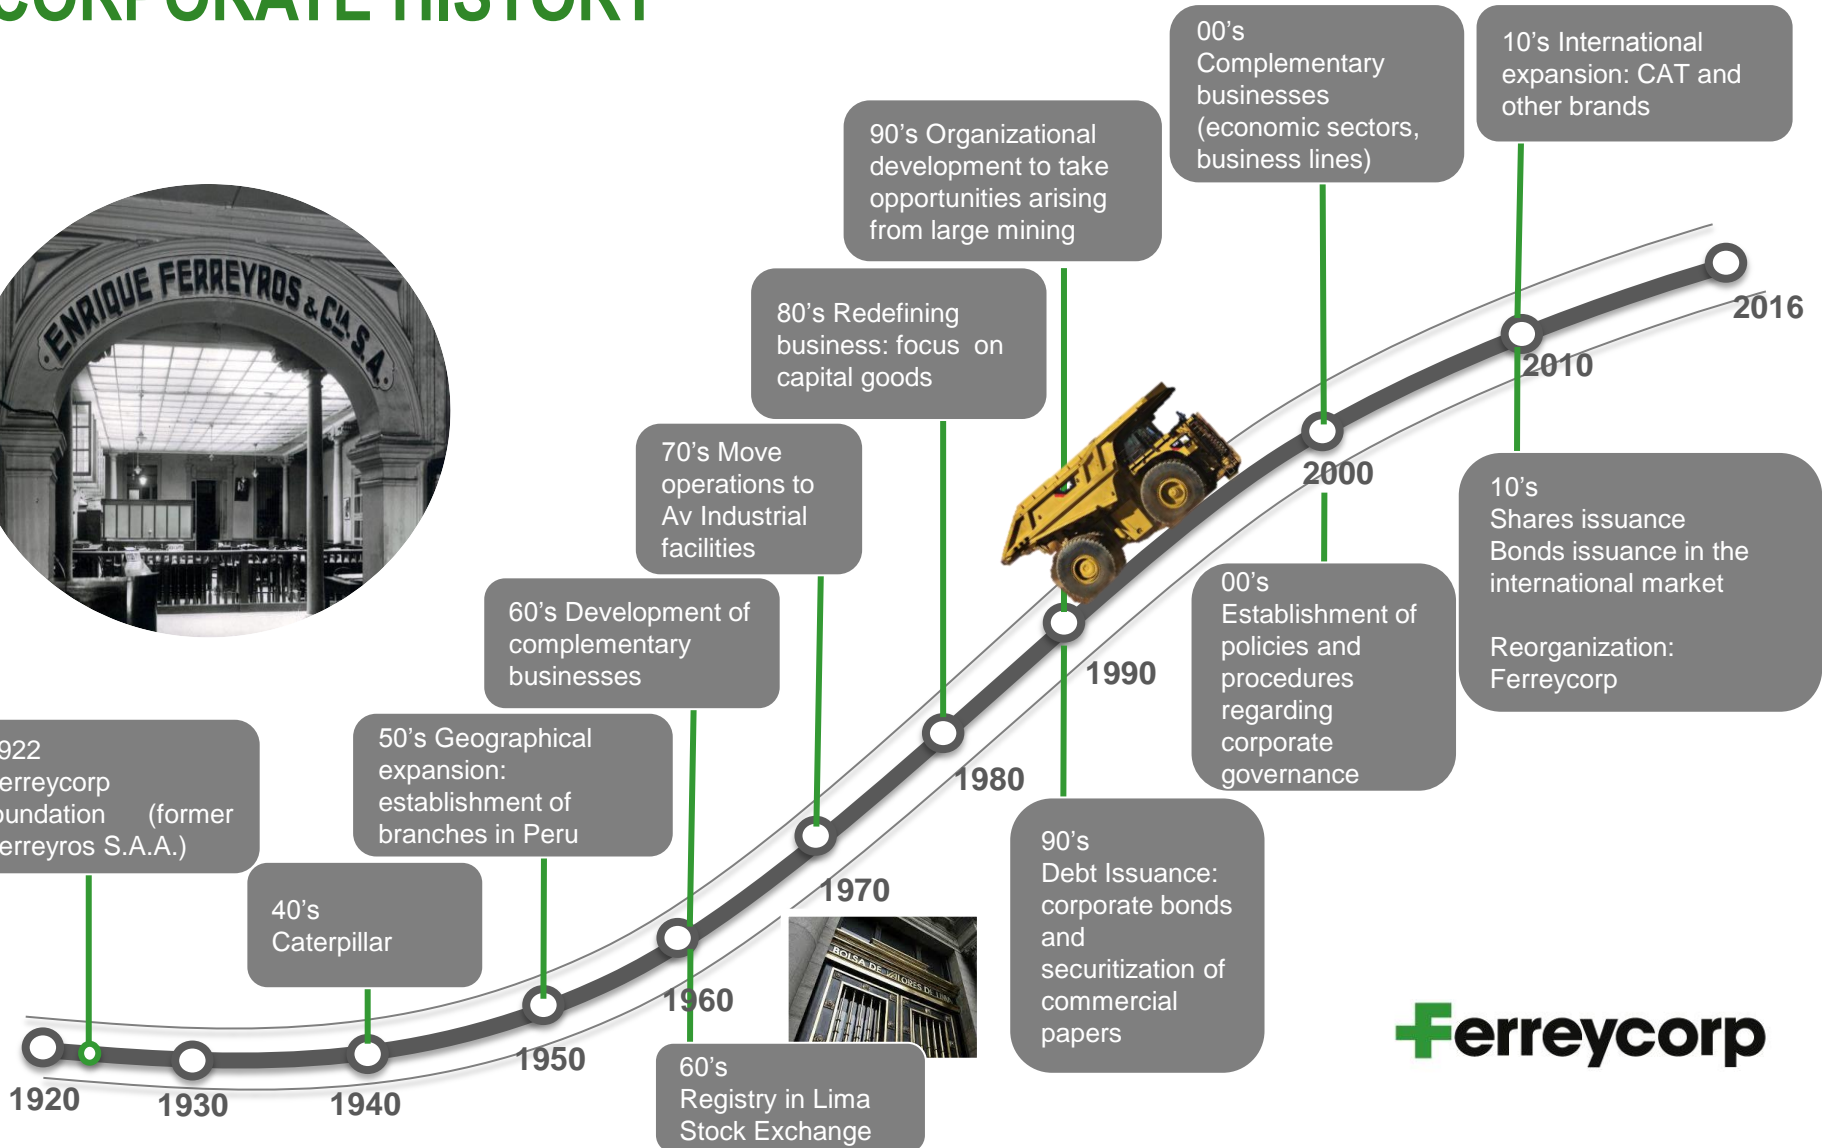 CORPORATE HISTORY
00's
Complementary
businesses
(economic sectors,
business lines)
10's International
expansion: CAT and
other brands
90's Organizational
development to take
opportunities arising
from large mining
80's Redefining
business: focus on
capital goods
70's Move
operations to
Av Industrial
facilities
60's Development of
complementary
businesses
50's Geographical
expansion:
establishment of
branches in Peru
40's
Caterpillar
922
erreycorp
oundation (former
erreyros S.A.A.)
ENRIQUE FERREYROS & CIA. S.A.
1920
1930
1940
1950
1960
1970
1980
1990
2000
2010
2016
60's
Registry in Lima
Stock Exchange
BOLSA DE VALORES DE LIMA
90's
Debt Issuance:
corporate bonds
and
securitization of
commercial
papers
00's
Establishment of
policies and
procedures
regarding
corporate
governance
10's
Shares issuance
Bonds issuance in the
international market
Reorganization:
Ferreycorp
Ferreycorp